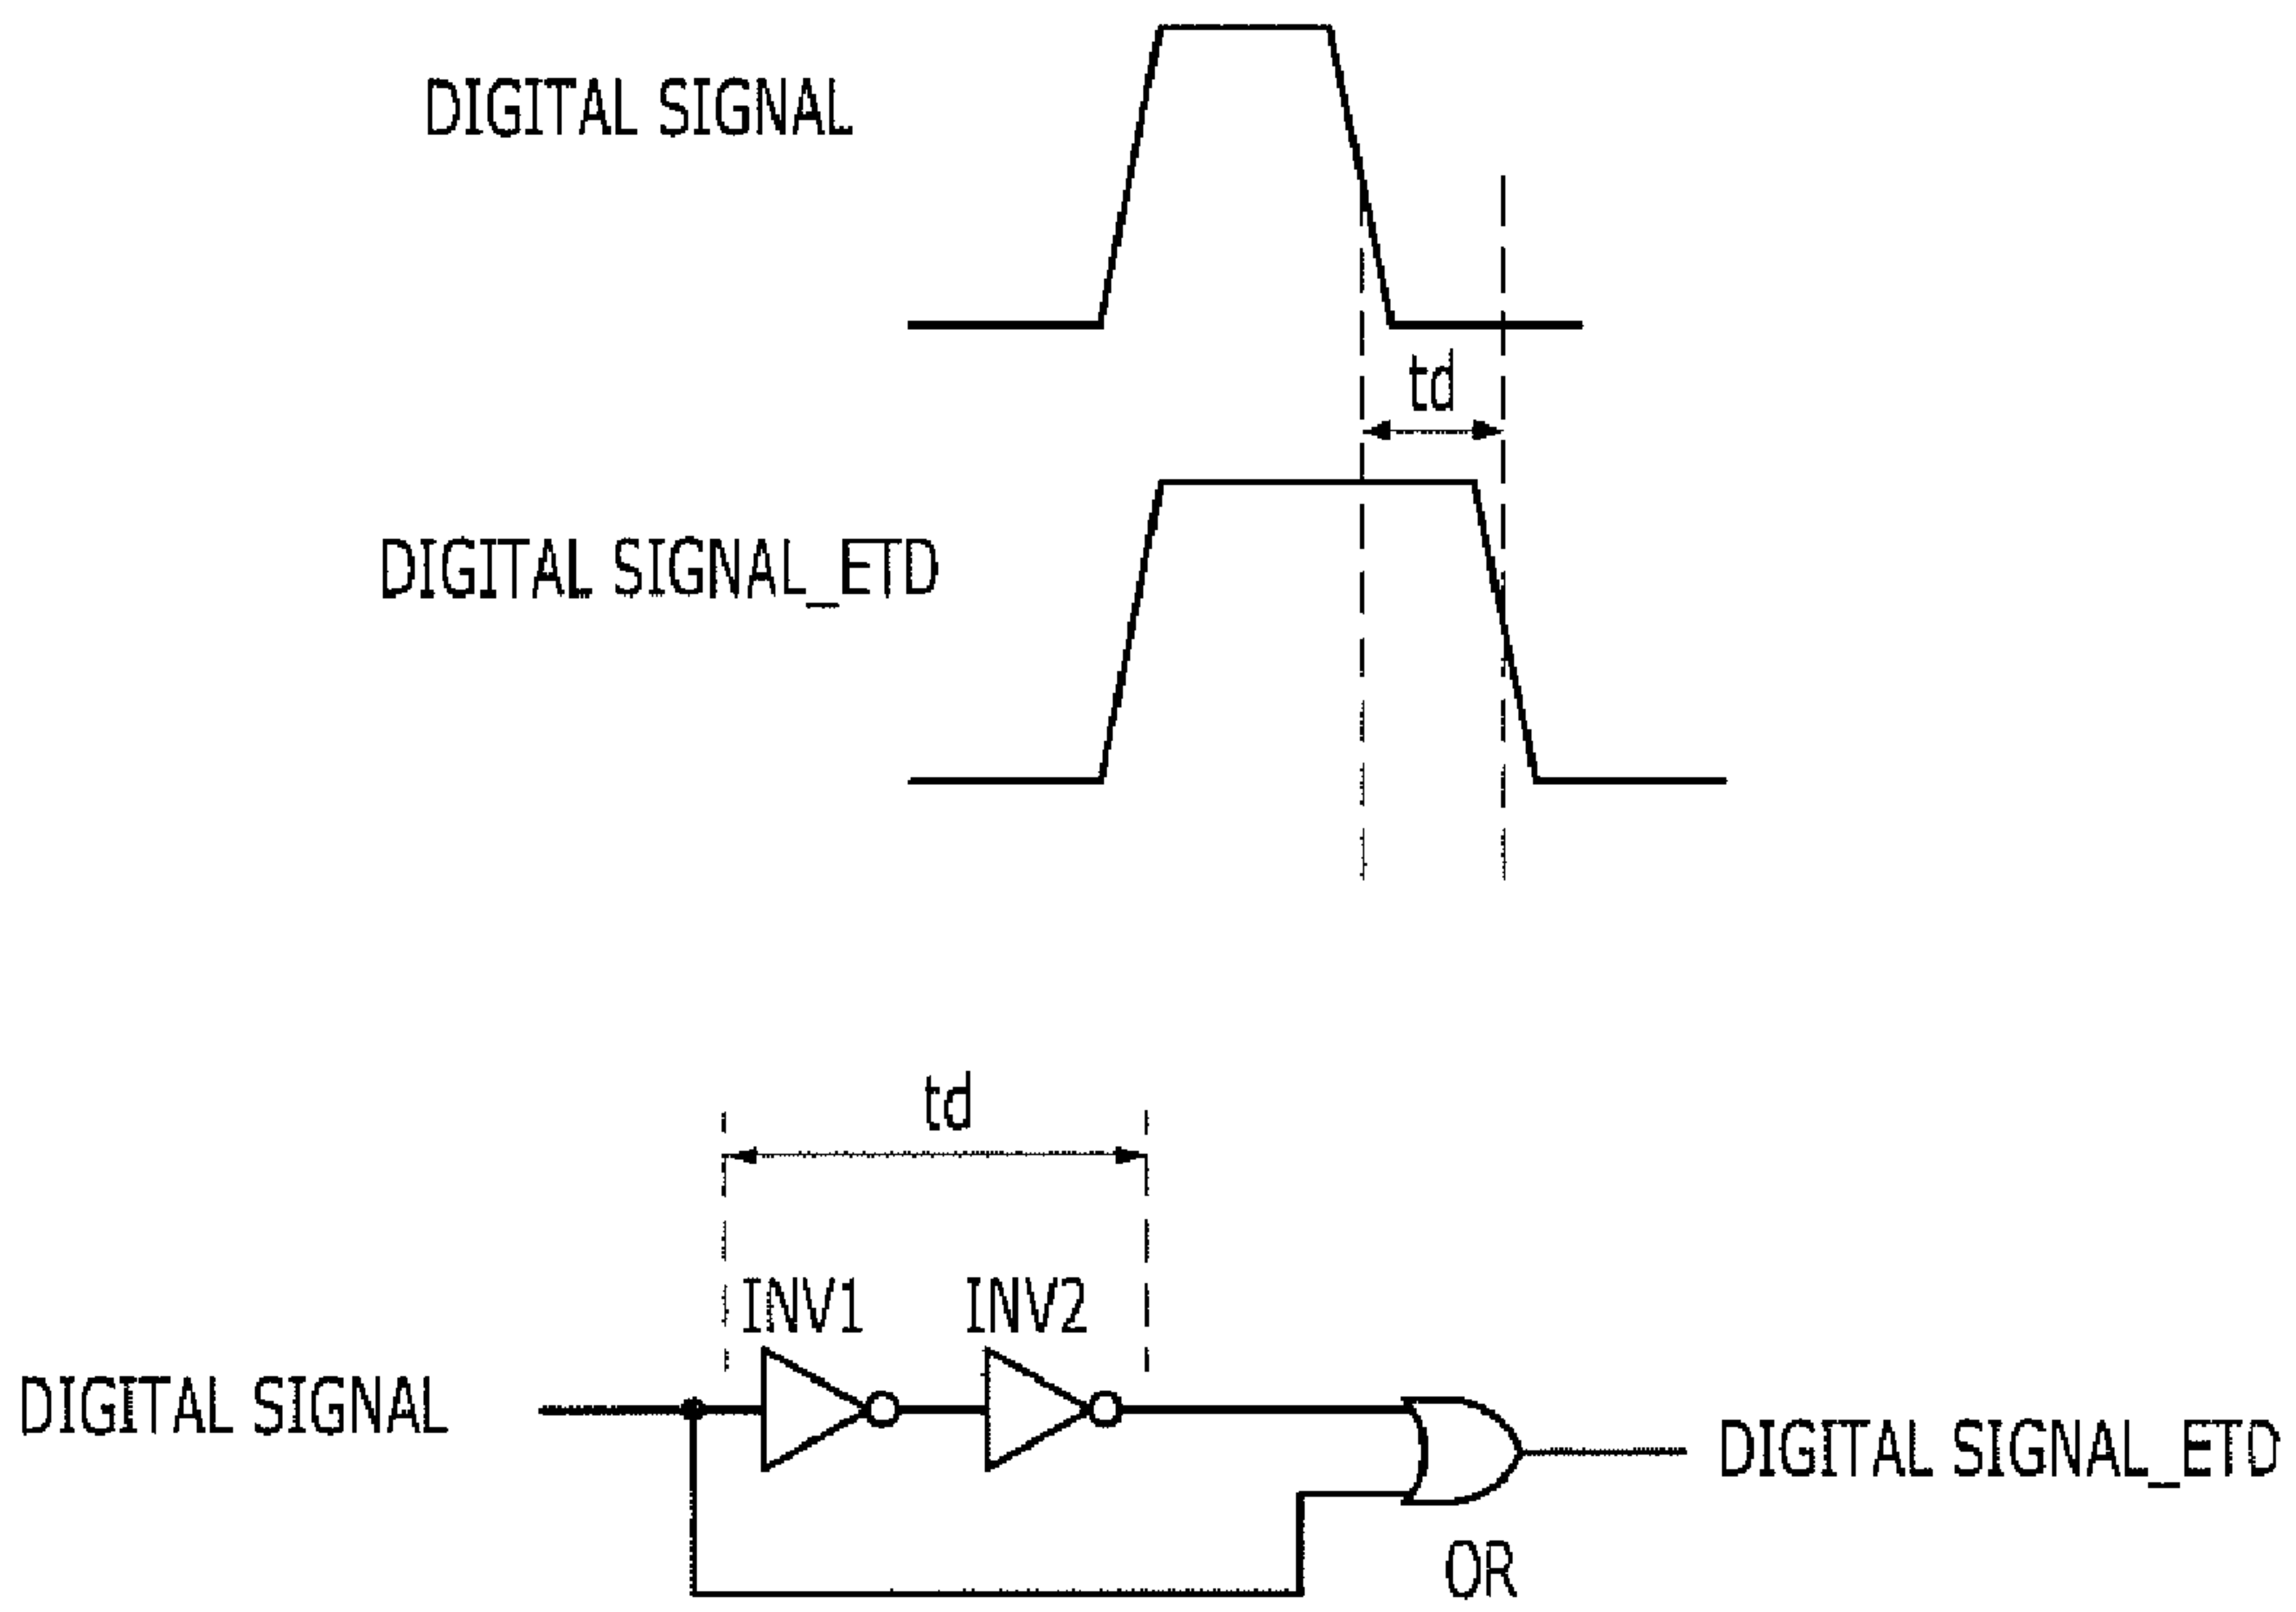 DIGITAL SIGNAL
td
DIGITAL SIGNAL_ETD
td
INV1 INV2
DIGITAL SIGNAL
DIGITAL SIGNAL_ETD
OR